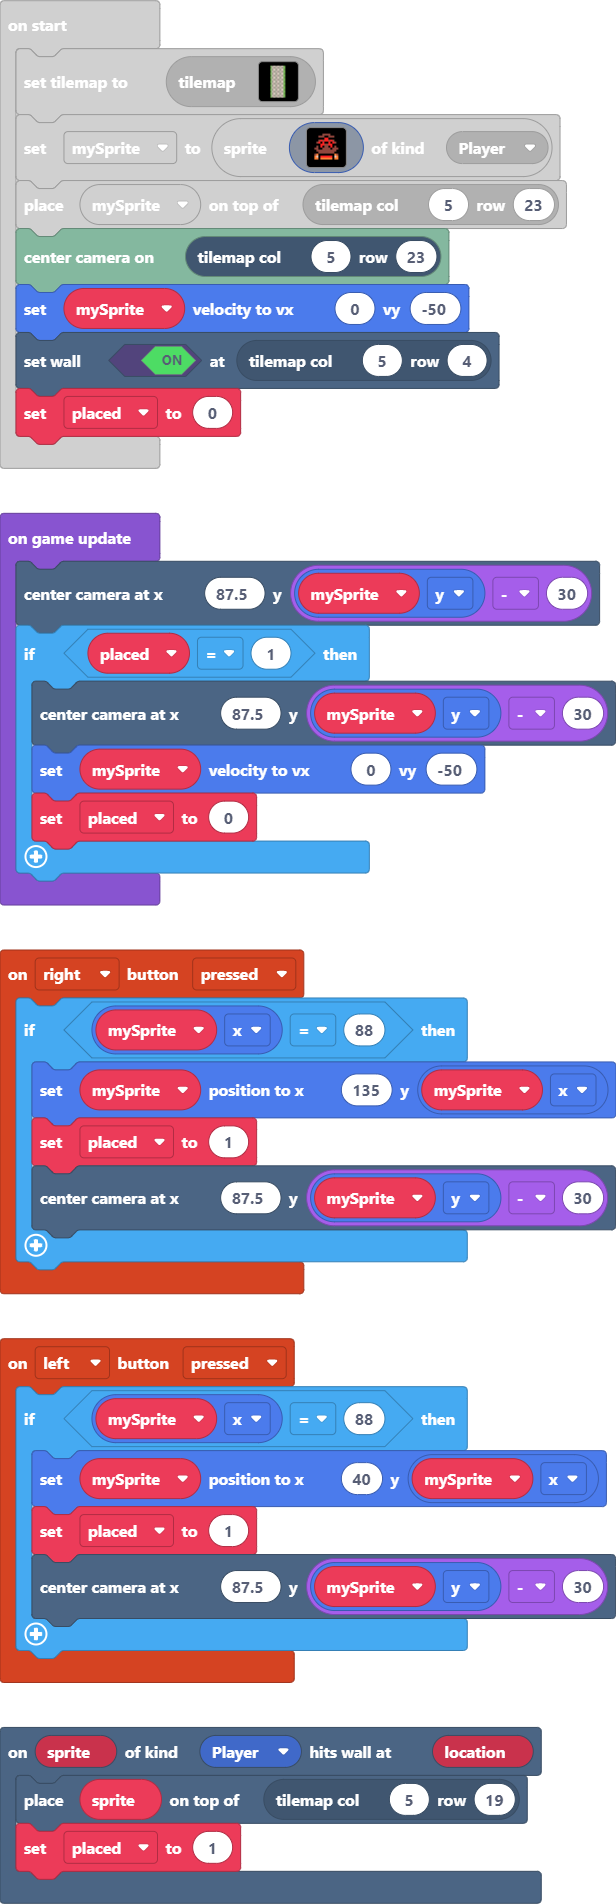 on start
set tilemap to tilemap
set mySprite to sprite of kind Player
place mySprite on top of tilemap col 5 row 23
center camera on tilemap col 5 row 23
set mySprite velocity to vx 0 vy -50
set wall ON at tilemap col 5 row 4
set placed to 0
on game update
center camera at x 87.5 y mySprite y - 30
if placed = 1 then
center camera at x 87.5 y mySprite y - 30
set mySprite velocity to vx 0 vy -50
set placed to 0
on right button pressed
if mySprite x = 88 then
set mySprite position to x 135 y mySprite x
set placed to 1
center camera at x 87.5 y mySprite y - 30
on left button pressed
if mySprite x = 88 then
set mySprite position to x 40 y mySprite x
set placed to 1
center camera at x 87.5 y mySprite y - 30
on sprite of kind Player hits wall at location
place sprite on top of tilemap col 5 row 19
set placed to 1